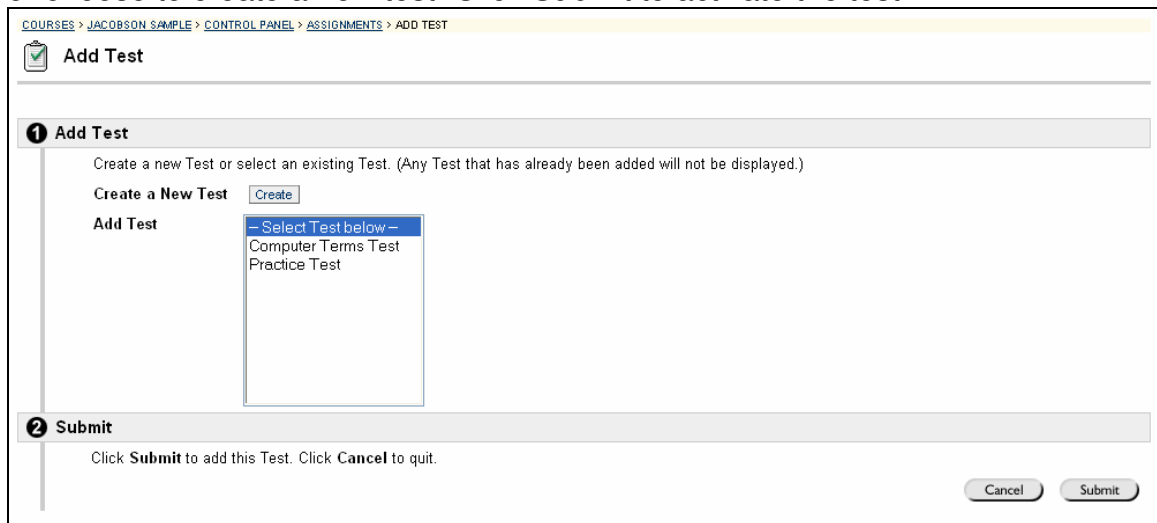 COURSES > JACOBSON SAMPLE > CONTROL PANEL > ASSIGNMENTS > ADD TEST
Add Test
1 Add Test
Create a new Test or select an existing Test. (Any Test that has already been added will not be displayed.)
Create a New Test Create
Add Test
-- Select Test below --
Computer Terms Test
Practice Test
2 Submit
Click Submit to add this Test. Click Cancel to quit.
Cancel Submit